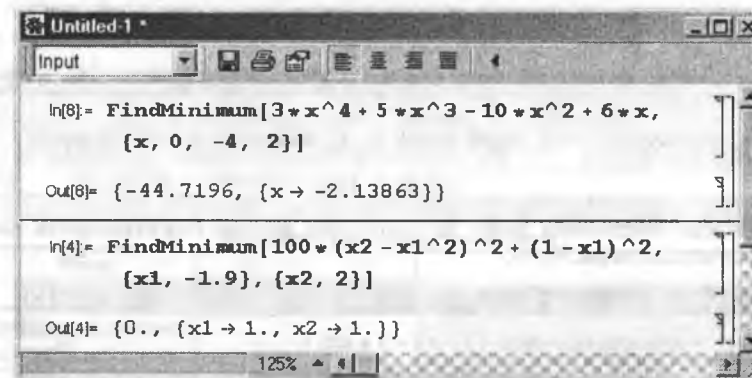 Untitled-1 *
Input
In[8]:= FindMinimum[3*x^4+5*x^3-10*x^2+6*x,
{x, 0, -4, 2}]
Out[8]= {-44.7196, {x → -2.13863}}
In[4]:= FindMinimum[100*(x2-x1^2)^2+(1-x1)^2,
{x1, -1.9}, {x2, 2}]
Out[4]= {0., {x1 → 1., x2 → 1.}}
125%